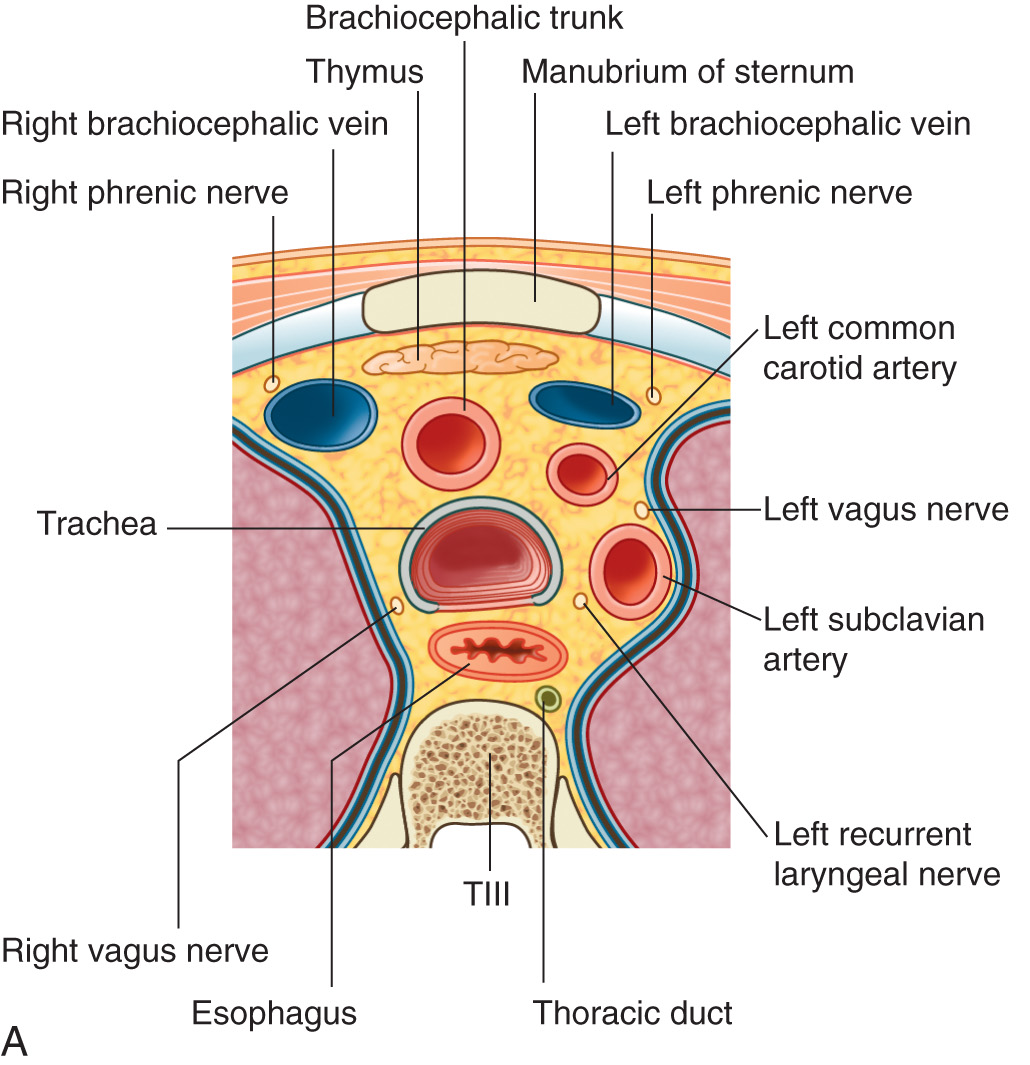 Brachiocephalic trunk
Thymus
Manubrium of sternum
Right brachiocephalic vein
Left brachiocephalic vein
Right phrenic nerve
Left phrenic nerve
Left common
carotid artery
Trachea
Left vagus nerve
Left subclavian
artery
Left recurrent
laryngeal nerve
TIII
Right vagus nerve
Esophagus
Thoracic duct
A